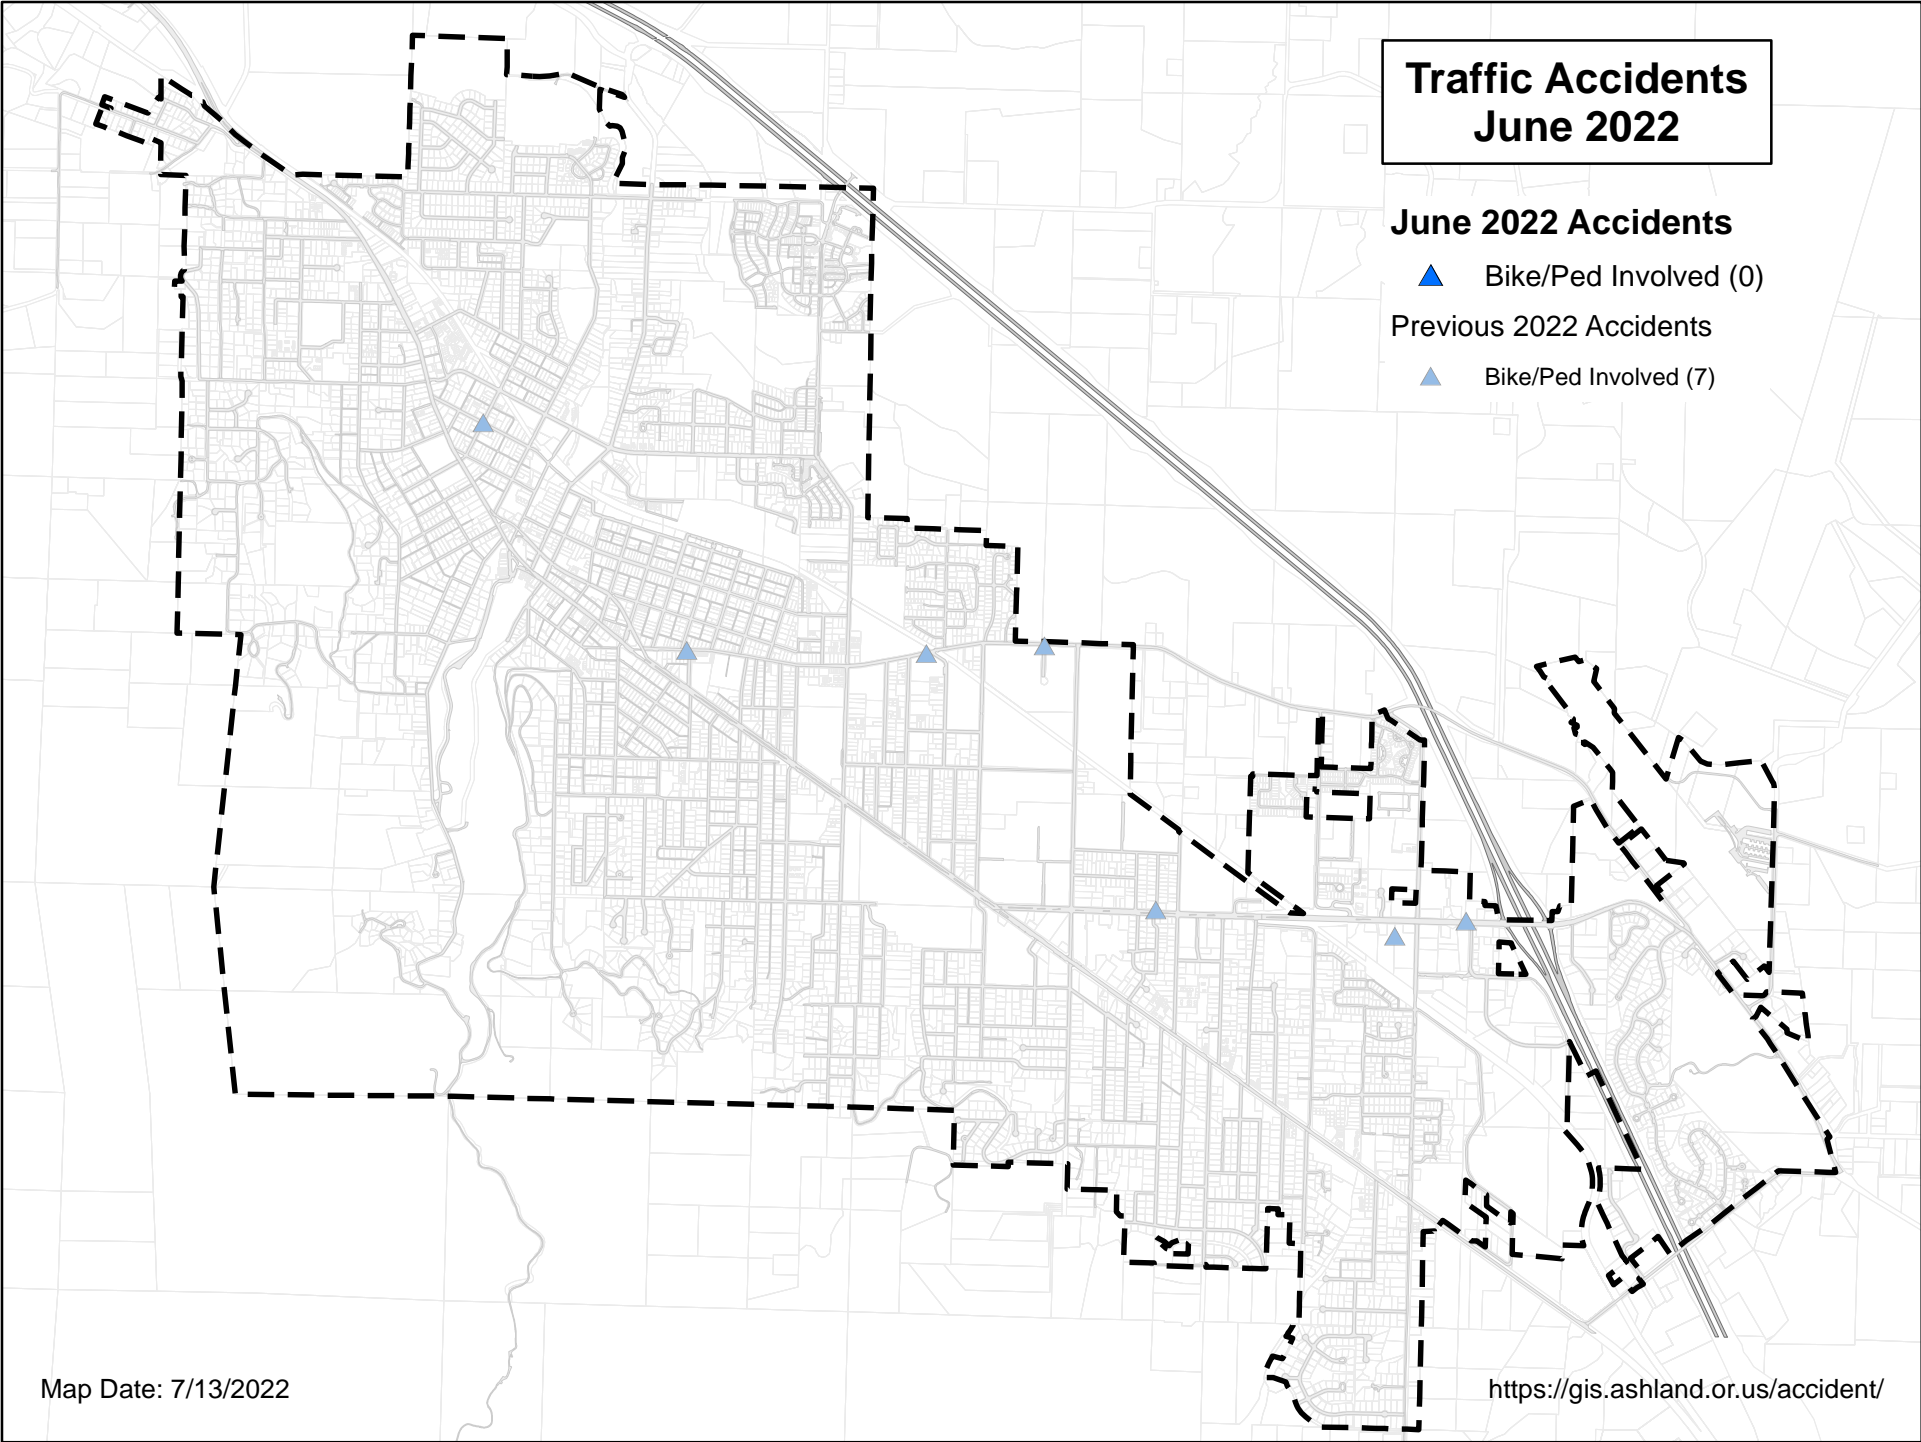 Traffic Accidents
June 2022
June 2022 Accidents
Bike/Ped Involved (0)
Previous 2022 Accidents
Bike/Ped Involved (7)
Map Date: 7/13/2022
https://gis.ashland.or.us/accident/